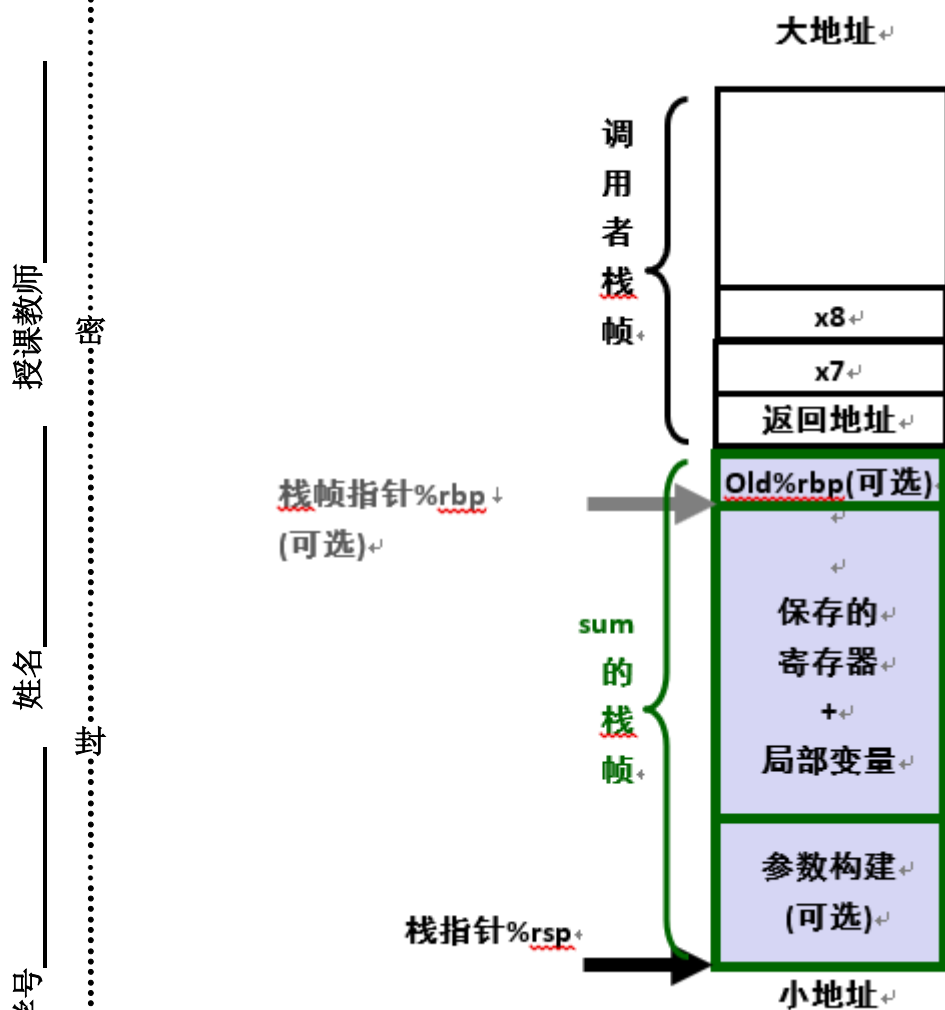 大地址
调
用
者
栈
帧
x8
x7
返回地址
Old%rbp(可选)
栈帧指针%rbp
(可选)
保存的
寄存器
+
局部变量
sum
的
栈
帧
参数构建
(可选)
栈指针%rsp
小地址
授课教师
密
姓名
封